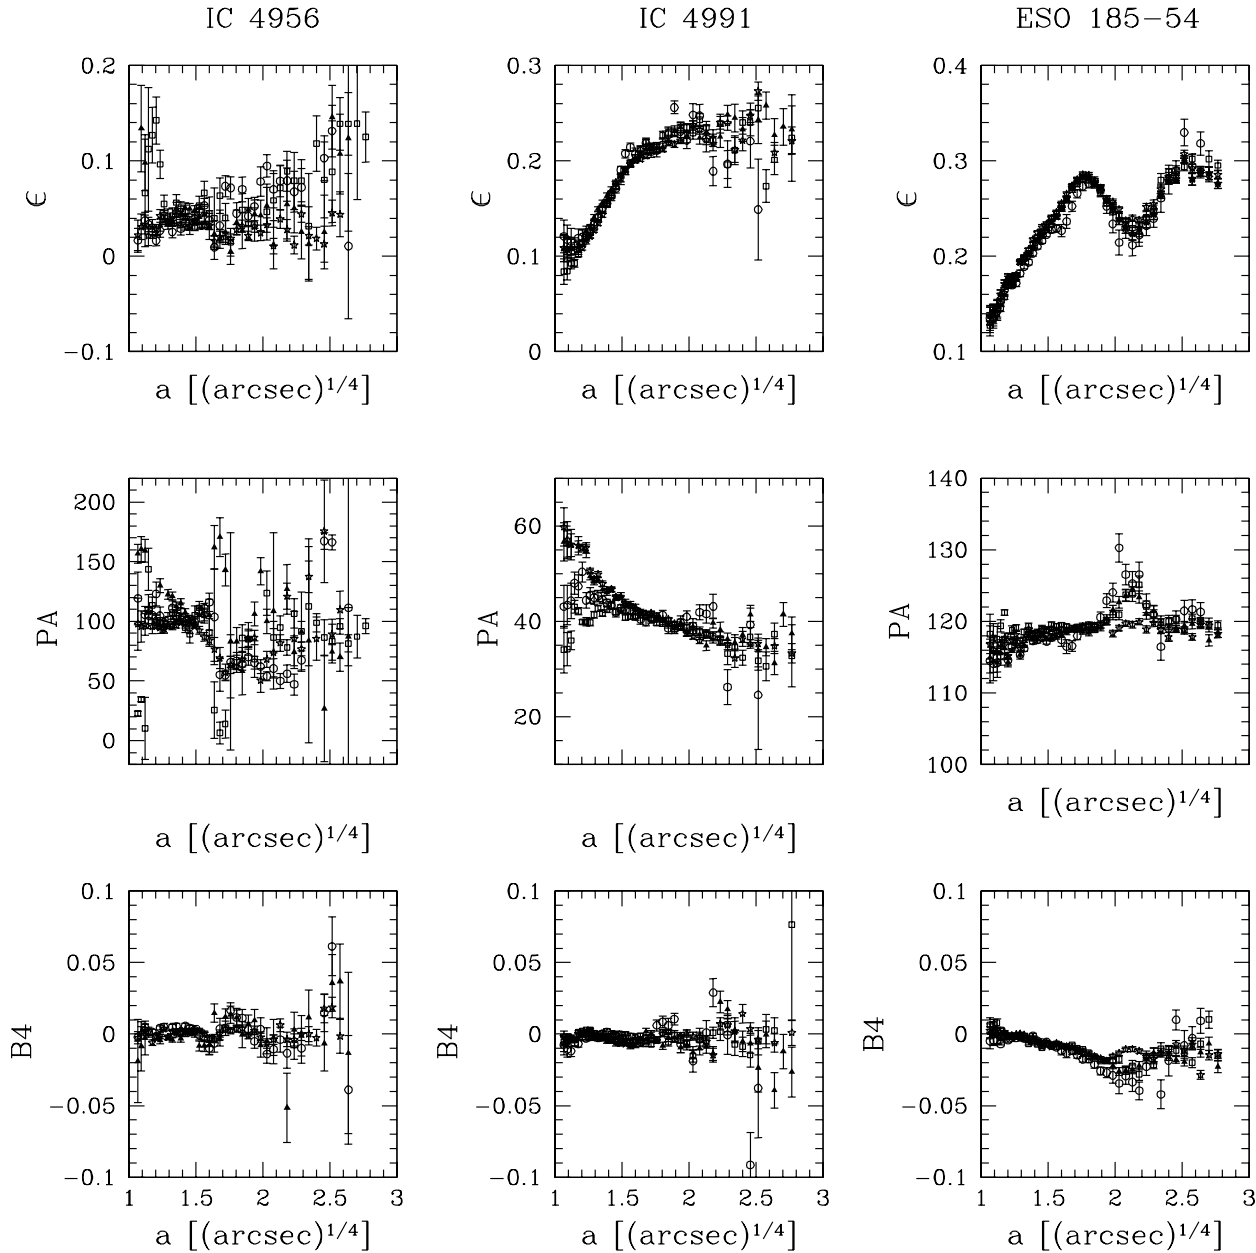 IC 4956 IC 4991 ESO 185-54
0.2 0.3 0.4
0.1 0.2 0.3
ϵ ϵ ϵ
0 0.1 0.2
-0.1 0 0.1
a [(arcsec)^1/4] a [(arcsec)^1/4] a [(arcsec)^1/4]
200 60 140
150 130
PA 100 PA 40 PA 120
50 20 110
0 100
a [(arcsec)^1/4]
a [(arcsec)^1/4] a [(arcsec)^1/4]
0.1 0.1 0.1
0.05 0.05 0.05
B4 0 B4 0 B4 0
-0.05 -0.05 -0.05
-0.1 -0.1 -0.1
1 1.5 2 2.5 3 1 1.5 2 2.5 3 1 1.5 2 2.5 3
a [(arcsec)^1/4] a [(arcsec)^1/4] a [(arcsec)^1/4]